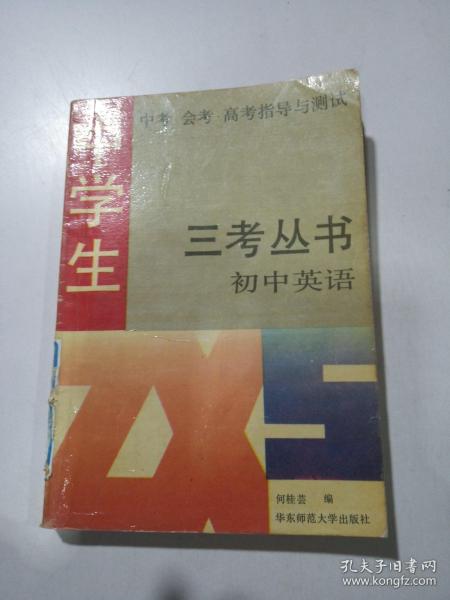 中考 会考·高考指导与测试
中学生
三考丛书
初中英语
ZXS
何桂芸 编
华东师范大学出版社
孔夫子旧书网
www.kongfz.com